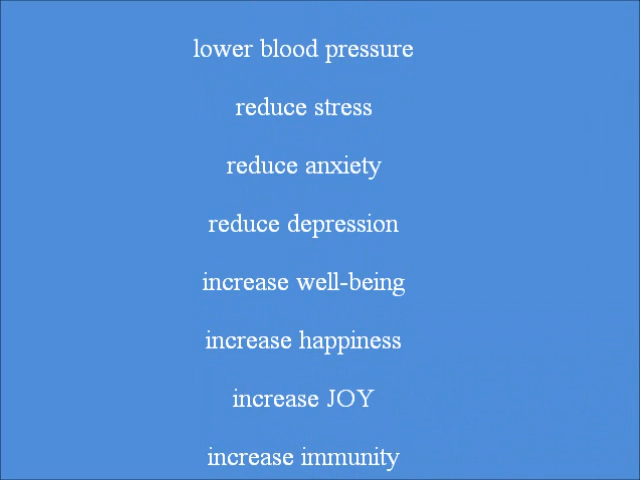 lower blood pressure
reduce stress
reduce anxiety
reduce depression
increase well-being
increase happiness
increase JOY
increase immunity